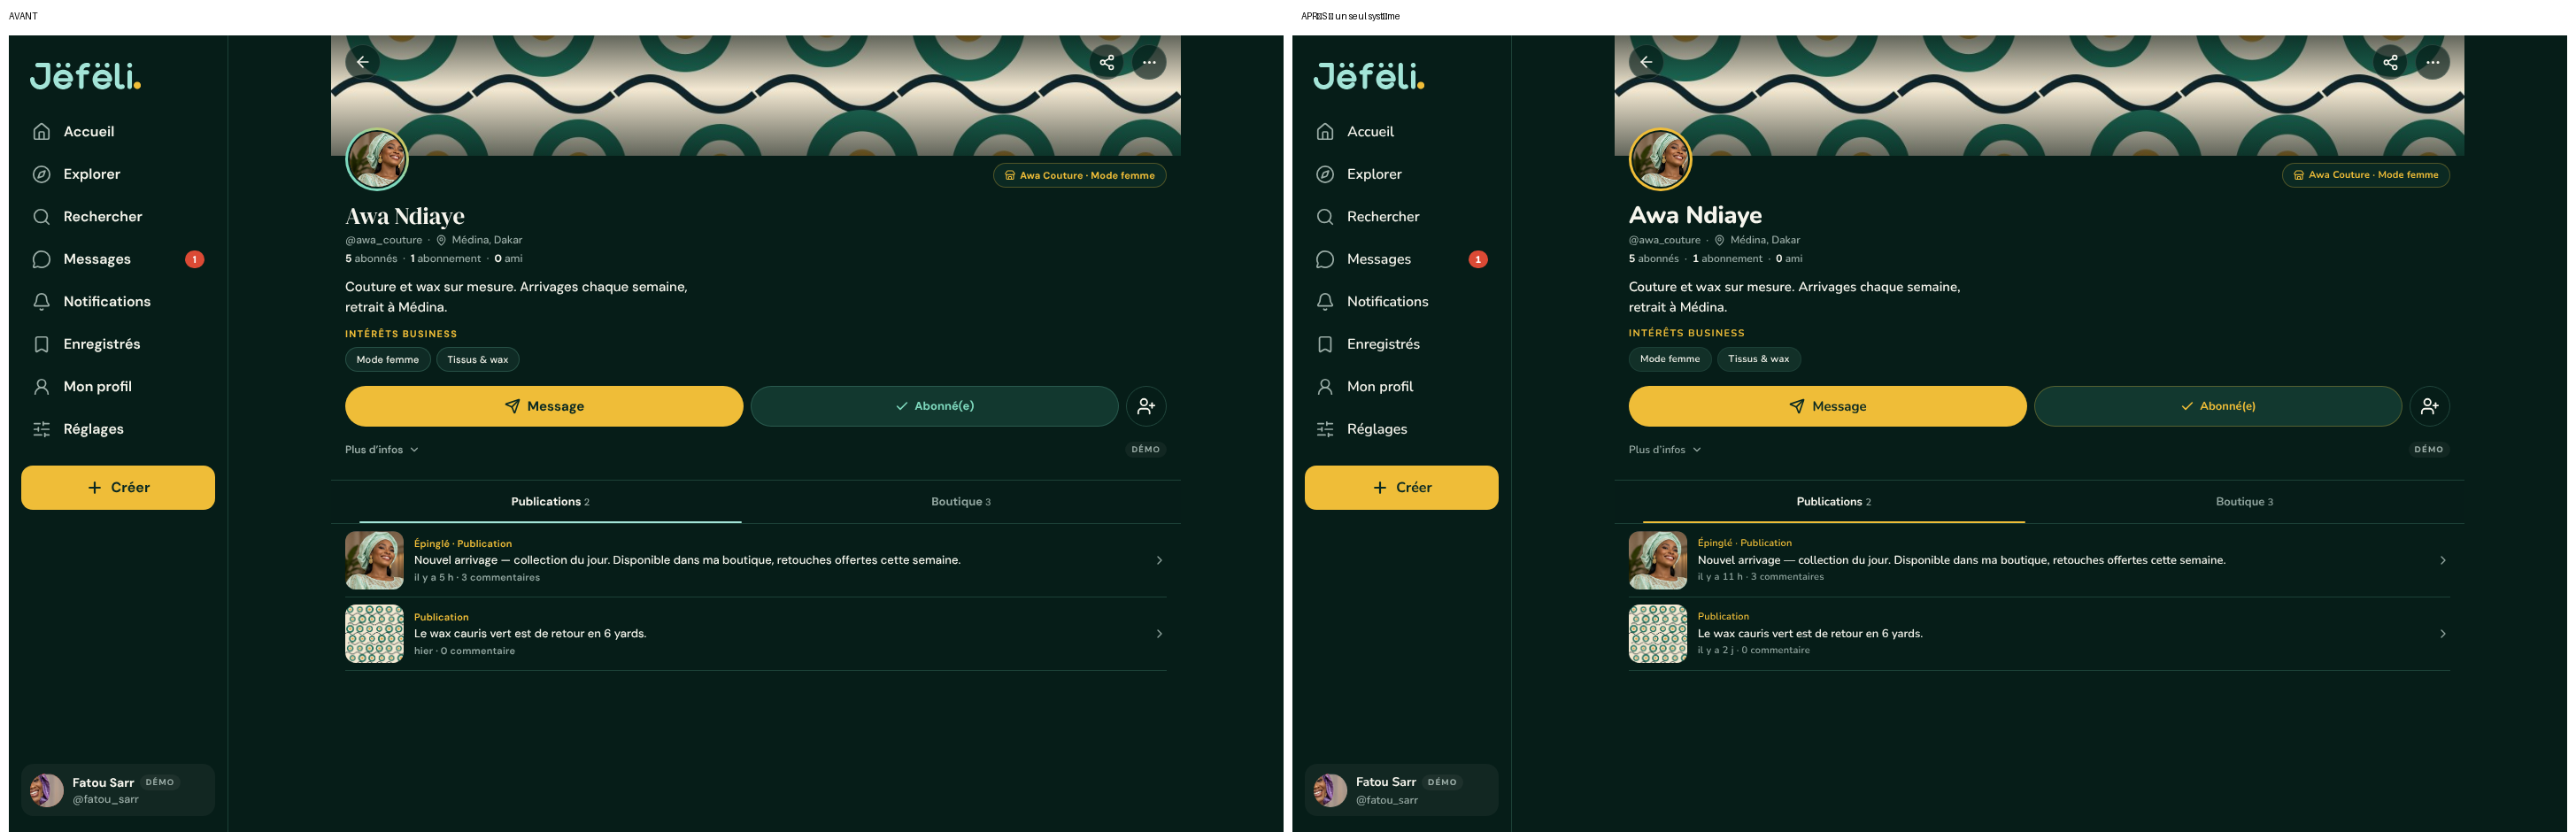 AVANT
Jëfëli.
Accueil
Explorer
Rechercher
Messages 1
Notifications
Enregistrés
Mon profil
Réglages
+ Créer
Fatou Sarr DÉMO
@fatou_sarr
Awa Couture · Mode femme
Awa Ndiaye
@awa_couture · Médina, Dakar
5 abonnés · 1 abonnement · 0 ami
Couture et wax sur mesure. Arrivages chaque semaine,
retrait à Médina.
INTÉRÊTS BUSINESS
Mode femme Tissus & wax
Message Abonné(e)
Plus d’infos DÉMO
Publications 2 Boutique 3
Épinglé · Publication
Nouvel arrivage — collection du jour. Disponible dans ma boutique, retouches offertes cette semaine.
il y a 5 h · 3 commentaires
Publication
Le wax cauris vert est de retour en 6 yards.
hier · 0 commentaire
APR□S □ un seul syst□me
Jëfëli.
Accueil
Explorer
Rechercher
Messages 1
Notifications
Enregistrés
Mon profil
Réglages
+ Créer
Fatou Sarr DÉMO
@fatou_sarr
Awa Couture · Mode femme
Awa Ndiaye
@awa_couture · Médina, Dakar
5 abonnés · 1 abonnement · 0 ami
Couture et wax sur mesure. Arrivages chaque semaine,
retrait à Médina.
INTÉRÊTS BUSINESS
Mode femme Tissus & wax
Message Abonné(e)
Plus d’infos DÉMO
Publications 2 Boutique 3
Épinglé · Publication
Nouvel arrivage — collection du jour. Disponible dans ma boutique, retouches offertes cette semaine.
il y a 11 h · 3 commentaires
Publication
Le wax cauris vert est de retour en 6 yards.
il y a 2 j · 0 commentaire